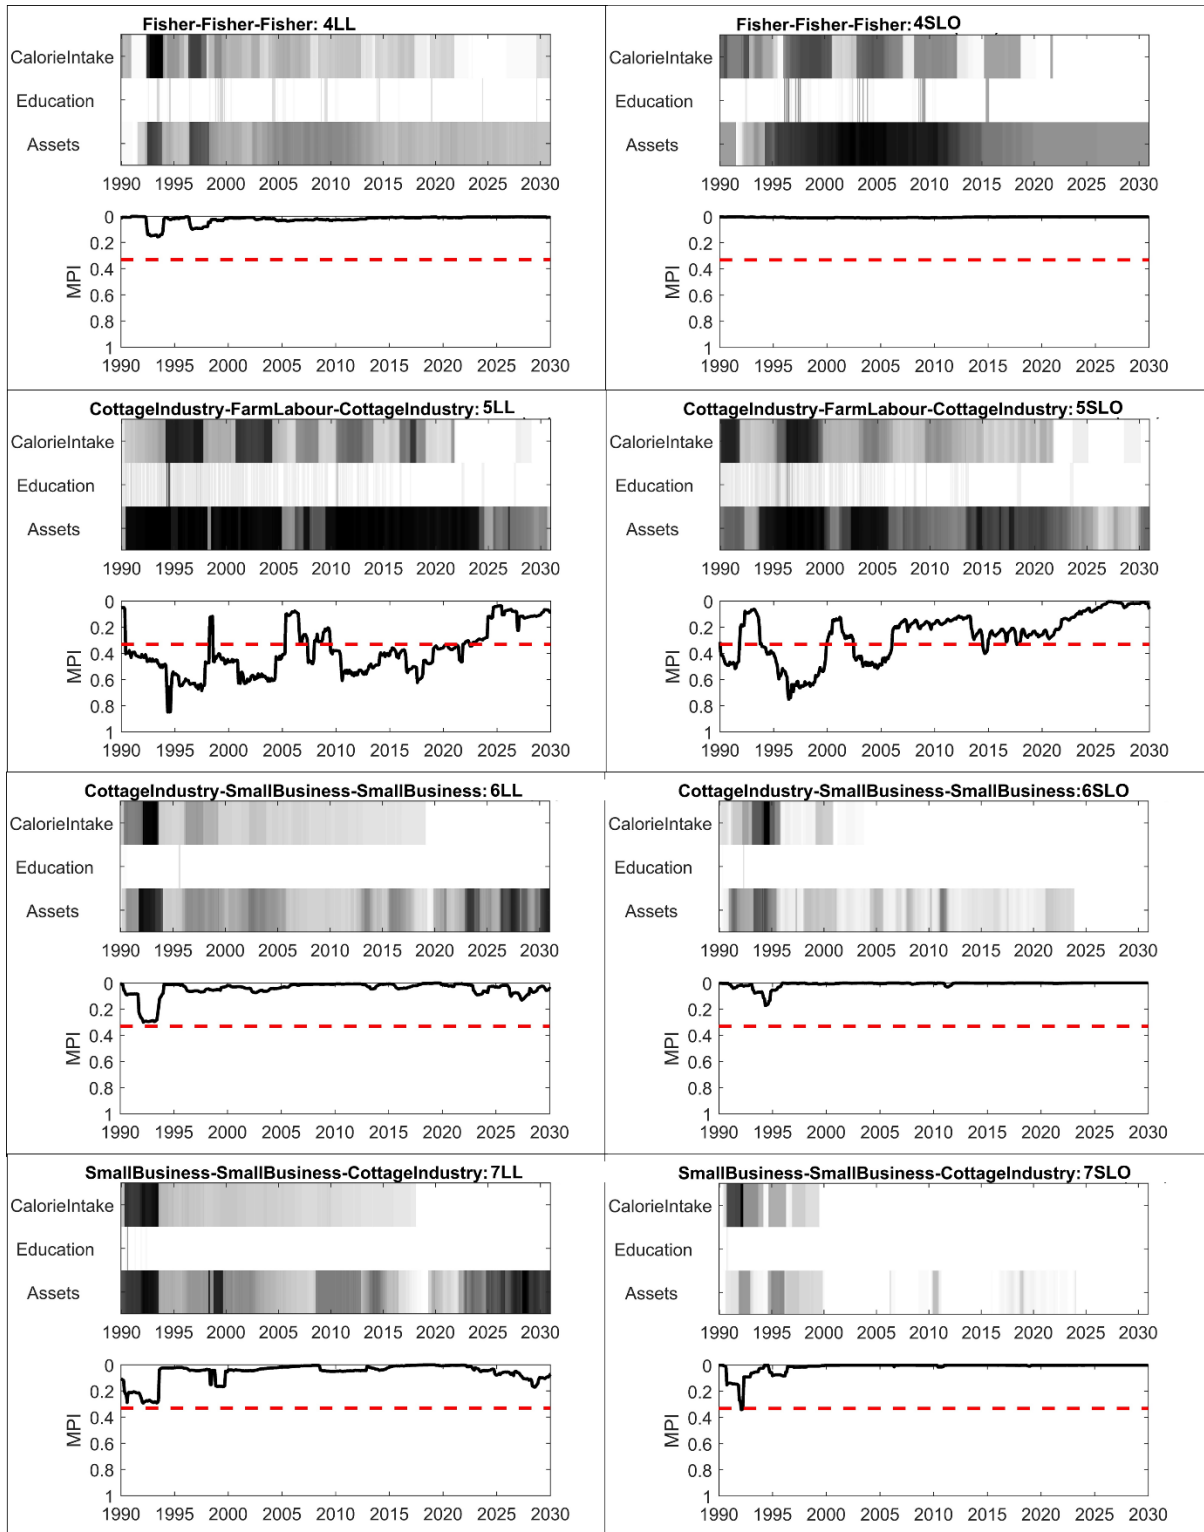 Fisher-Fisher-Fisher: 4LL
CalorieIntake
Education
Assets
1990 1995 2000 2005 2010 2015 2020 2025 2030
0
0.2
0.4
0.6
0.8
1
MPI
1990 1995 2000 2005 2010 2015 2020 2025 2030
Fisher-Fisher-Fisher: 4SLO
CalorieIntake
Education
Assets
1990 1995 2000 2005 2010 2015 2020 2025 2030
0
0.2
0.4
0.6
0.8
1
MPI
1990 1995 2000 2005 2010 2015 2020 2025 2030
CottageIndustry-FarmLabour-CottageIndustry: 5LL
CalorieIntake
Education
Assets
1990 1995 2000 2005 2010 2015 2020 2025 2030
0
0.2
0.4
0.6
0.8
1
MPI
1990 1995 2000 2005 2010 2015 2020 2025 2030
CottageIndustry-FarmLabour-CottageIndustry: 5SLO
CalorieIntake
Education
Assets
1990 1995 2000 2005 2010 2015 2020 2025 2030
0
0.2
0.4
0.6
0.8
1
MPI
1990 1995 2000 2005 2010 2015 2020 2025 2030
CottageIndustry-SmallBusiness-SmallBusiness: 6LL
CalorieIntake
Education
Assets
1990 1995 2000 2005 2010 2015 2020 2025 2030
0
0.2
0.4
0.6
0.8
1
MPI
1990 1995 2000 2005 2010 2015 2020 2025 2030
CottageIndustry-SmallBusiness-SmallBusiness:6SLO
CalorieIntake
Education
Assets
1990 1995 2000 2005 2010 2015 2020 2025 2030
0
0.2
0.4
0.6
0.8
1
MPI
1990 1995 2000 2005 2010 2015 2020 2025 2030
SmallBusiness-SmallBusiness-CottageIndustry: 7LL
CalorieIntake
Education
Assets
1990 1995 2000 2005 2010 2015 2020 2025 2030
0
0.2
0.4
0.6
0.8
1
MPI
1990 1995 2000 2005 2010 2015 2020 2025 2030
SmallBusiness-SmallBusiness-CottageIndustry: 7SLO
CalorieIntake
Education
Assets
1990 1995 2000 2005 2010 2015 2020 2025 2030
0
0.2
0.4
0.6
0.8
1
MPI
1990 1995 2000 2005 2010 2015 2020 2025 2030